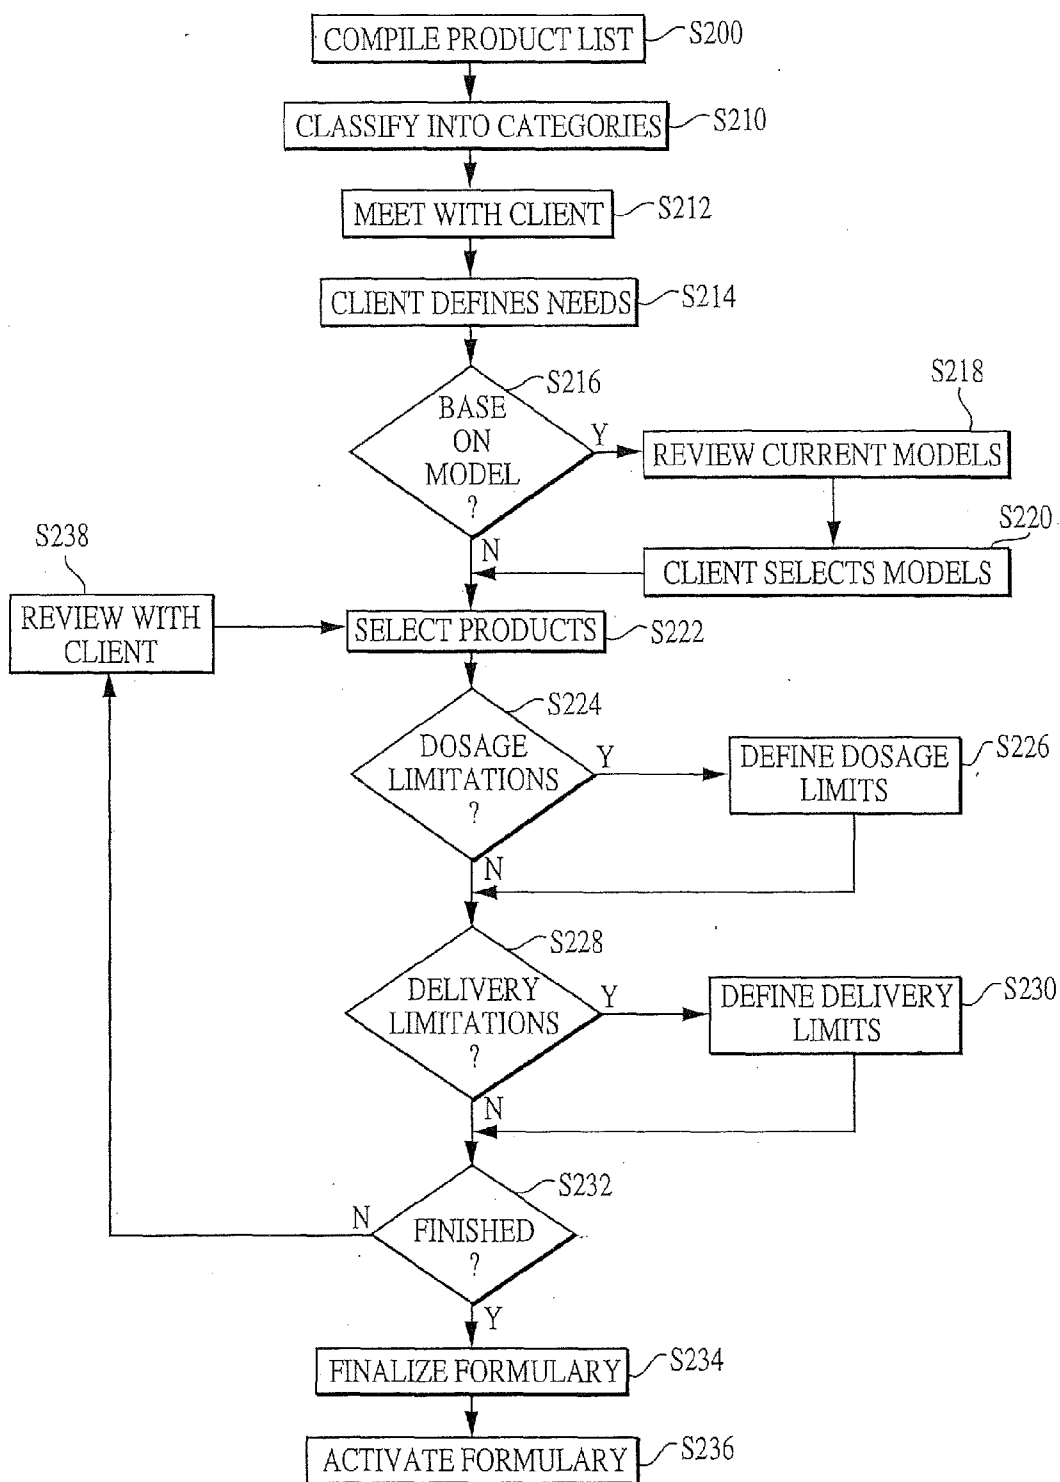 COMPILE PRODUCT LIST
S200
CLASSIFY INTO CATEGORIES
S210
MEET WITH CLIENT
S212
CLIENT DEFINES NEEDS
S214
BASE
ON
MODEL
?
S216
Y
REVIEW CURRENT MODELS
S218
N
CLIENT SELECTS MODELS
S220
REVIEW WITH
CLIENT
S238
SELECT PRODUCTS
S222
DOSAGE
LIMITATIONS
?
S224
Y
DEFINE DOSAGE
LIMITS
S226
N
DELIVERY
LIMITATIONS
?
S228
Y
DEFINE DELIVERY
LIMITS
S230
N
FINISHED
?
S232
N
Y
FINALIZE FORMULARY
S234
ACTIVATE FORMULARY
S236